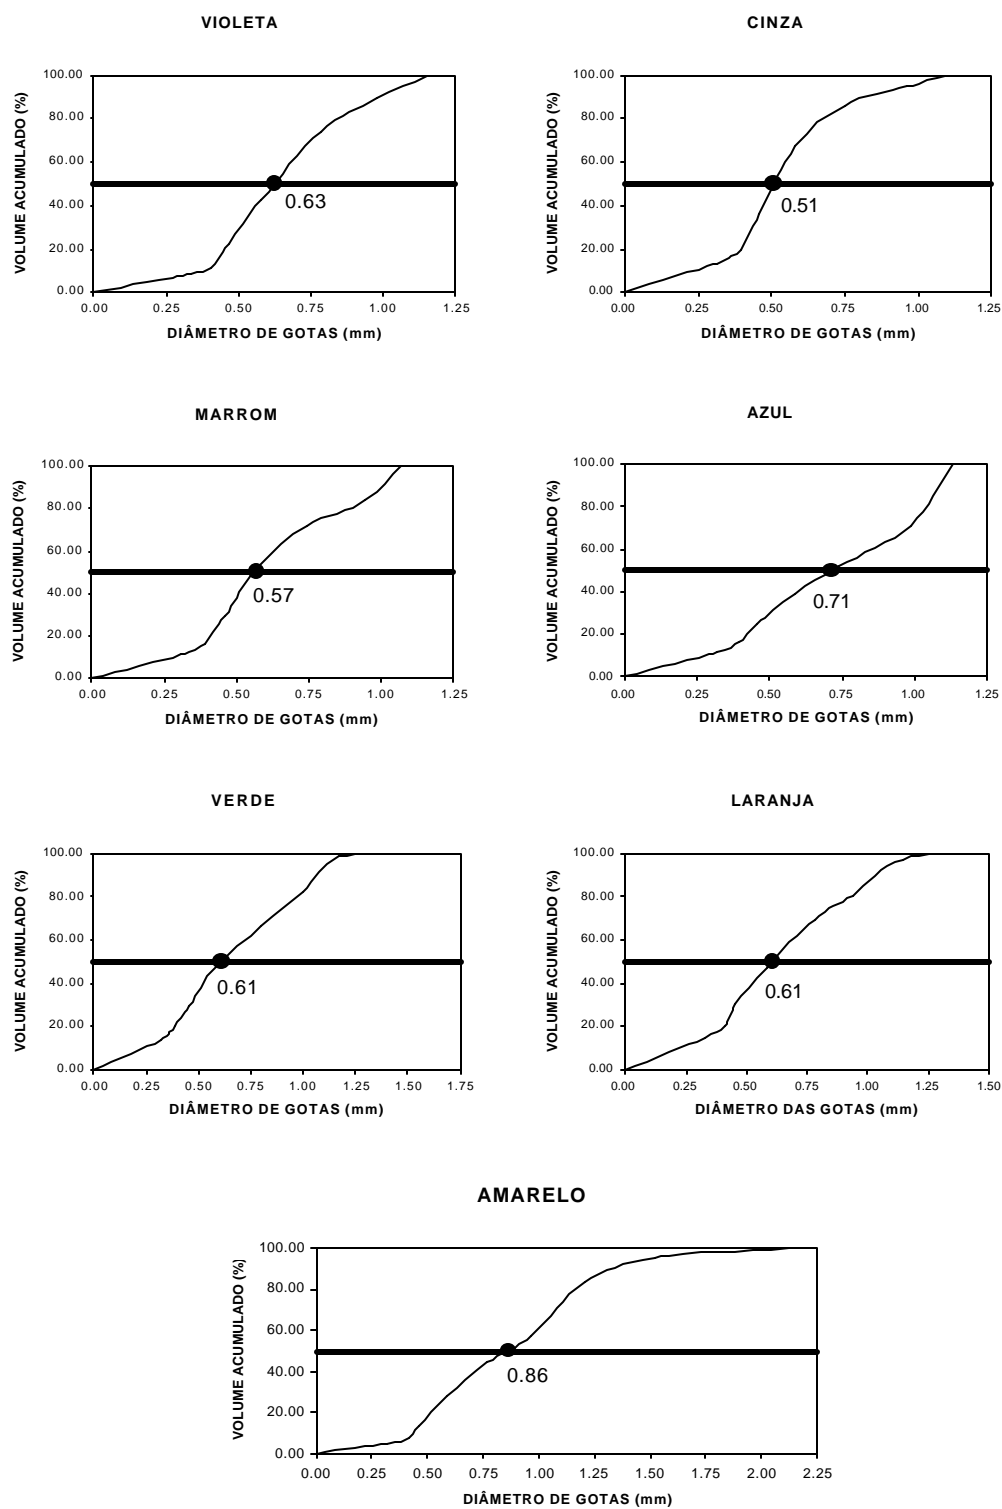 VIOLETA
VOLUME ACUMULADO (%)
100.00
80.00
60.00
40.00
20.00
0.00
0.63
0.00 0.25 0.50 0.75 1.00 1.25
DIÂMETRO DE GOTAS (mm)
CINZA
VOLUME ACUMULADO (%)
100.00
80.00
60.00
40.00
20.00
0.00
0.51
0.00 0.25 0.50 0.75 1.00 1.25
DIÂMETRO DE GOTAS (mm)
MARROM
VOLUME ACUMULADO (%)
100.00
80.00
60.00
40.00
20.00
0.00
0.57
0.00 0.25 0.50 0.75 1.00 1.25
DIÂMETRO DE GOTAS (mm)
AZUL
VOLUME ACUMULADO (%)
100.00
80.00
60.00
40.00
20.00
0.00
0.71
0.00 0.25 0.50 0.75 1.00 1.25
DIÂMETRO DE GOTAS (mm)
VERDE
VOLUME ACUMULADO (%)
100.00
80.00
60.00
40.00
20.00
0.00
0.61
0.00 0.25 0.50 0.75 1.00 1.25 1.50 1.75
DIÂMETRO DE GOTAS (mm)
LARANJA
VOLUME ACUMULADO (%)
100.00
80.00
60.00
40.00
20.00
0.00
0.61
0.00 0.25 0.50 0.75 1.00 1.25 1.50
DIÂMETRO DAS GOTAS (mm)
AMARELO
VOLUME ACUMULADO (%)
100.00
80.00
60.00
40.00
20.00
0.00
0.86
0.00 0.25 0.50 0.75 1.00 1.25 1.50 1.75 2.00 2.25
DIÂMETRO DE GOTAS (mm)